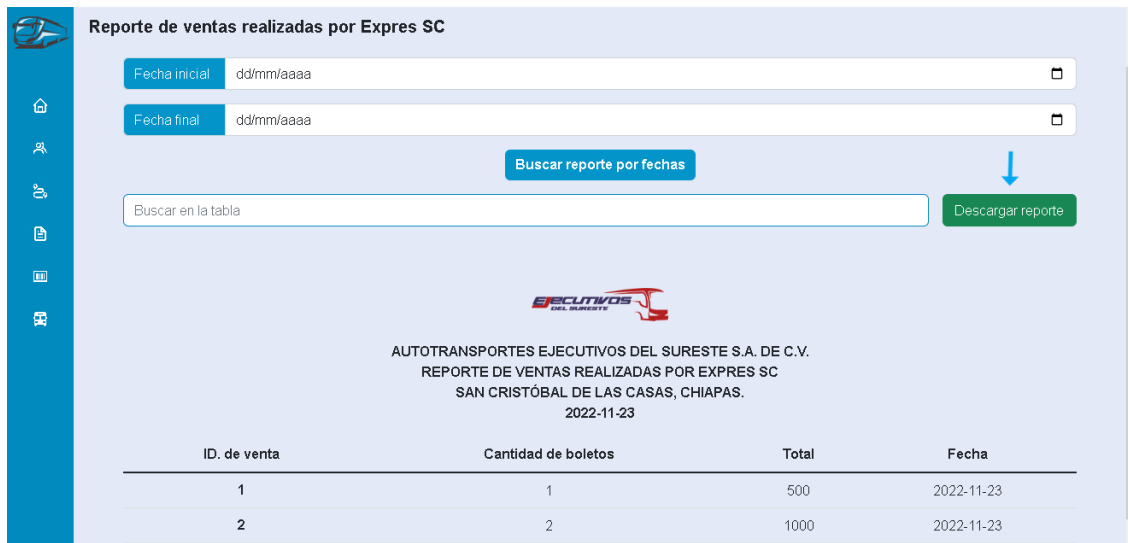 Reporte de ventas realizadas por Expres SC
Fecha inicial dd/mm/aaaa
Fecha final dd/mm/aaaa
Buscar reporte por fechas
Buscar en la tabla Descargar reporte
EJECUTIVOS
DEL SURESTE
AUTOTRANSPORTES EJECUTIVOS DEL SURESTE S.A. DE C.V.
REPORTE DE VENTAS REALIZADAS POR EXPRES SC
SAN CRISTÓBAL DE LAS CASAS, CHIAPAS.
2022-11-23
ID. de venta Cantidad de boletos Total Fecha
1 1 500 2022-11-23
2 2 1000 2022-11-23